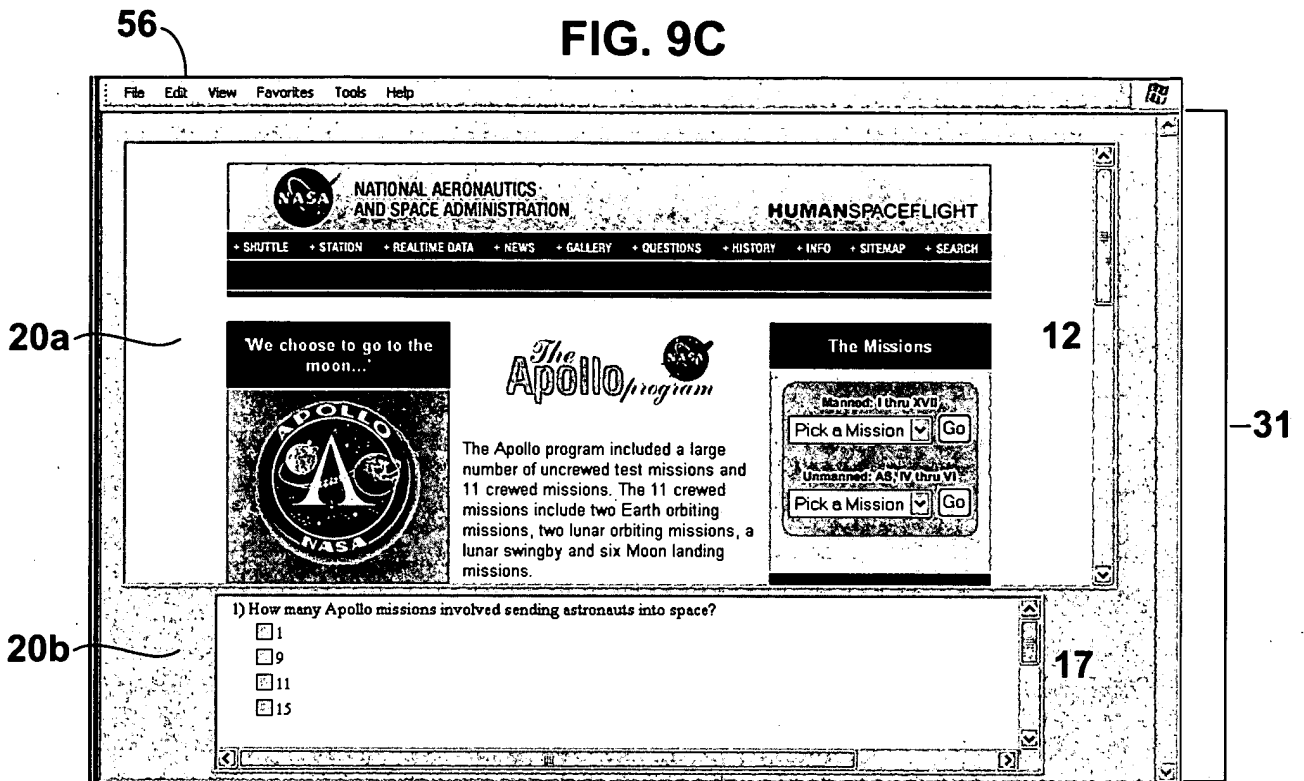 FIG. 9C
56
File Edit View Favorites Tools Help
NASA
NATIONAL AERONAUTICS
AND SPACE ADMINISTRATION
HUMANSPACEFLIGHT
+ SHUTTLE + STATION + REALTIME DATA + NEWS + GALLERY + QUESTIONS + HISTORY + INFO + SITEMAP + SEARCH
20a
12
31
'We choose to go to the
moon...'
APOLLO
A
NASA
The
Apollo program
NASA
The Apollo program included a large
number of uncrewed test missions and
11 crewed missions. The 11 crewed
missions include two Earth orbiting
missions, two lunar orbiting missions, a
lunar swingby and six Moon landing
missions.
The Missions
Manned: I thru XVII
Pick a Mission Go
Unmanned: AS, IV thru VI
Pick a Mission Go
20b
17
1) How many Apollo missions involved sending astronauts into space?
1
9
11
15